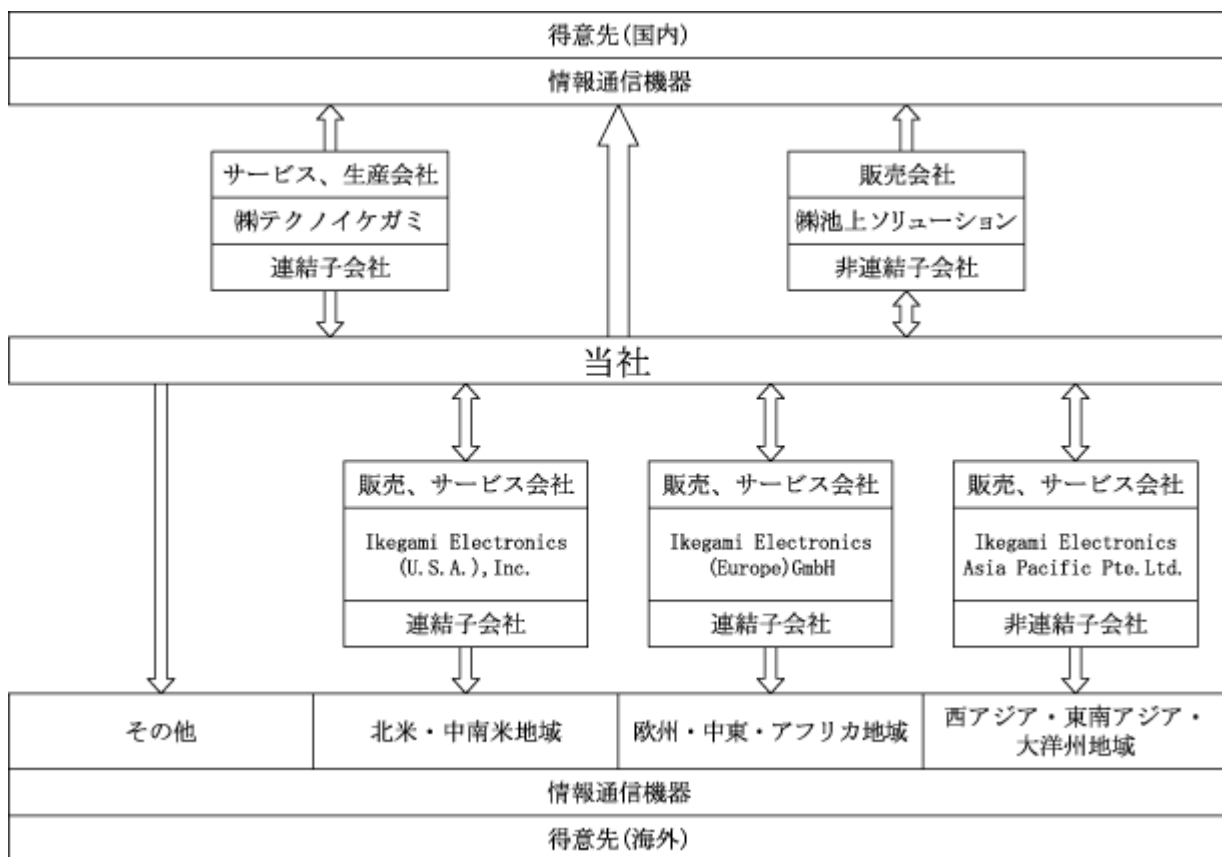 得意先(国内)
情報通信機器
サービス、生産会社
㈱テクノイケガミ
連結子会社
販売会社
㈱池上ソリューション
非連結子会社
当社
販売、サービス会社
Ikegami Electronics
(U.S.A.),Inc.
連結子会社
販売、サービス会社
Ikegami Electronics
(Europe)GmbH
連結子会社
販売、サービス会社
Ikegami Electronics
Asia Pacific Pte.Ltd.
非連結子会社
その他
北米・中南米地域
欧州・中東・アフリカ地域
西アジア・東南アジア・
大洋州地域
情報通信機器
得意先(海外)